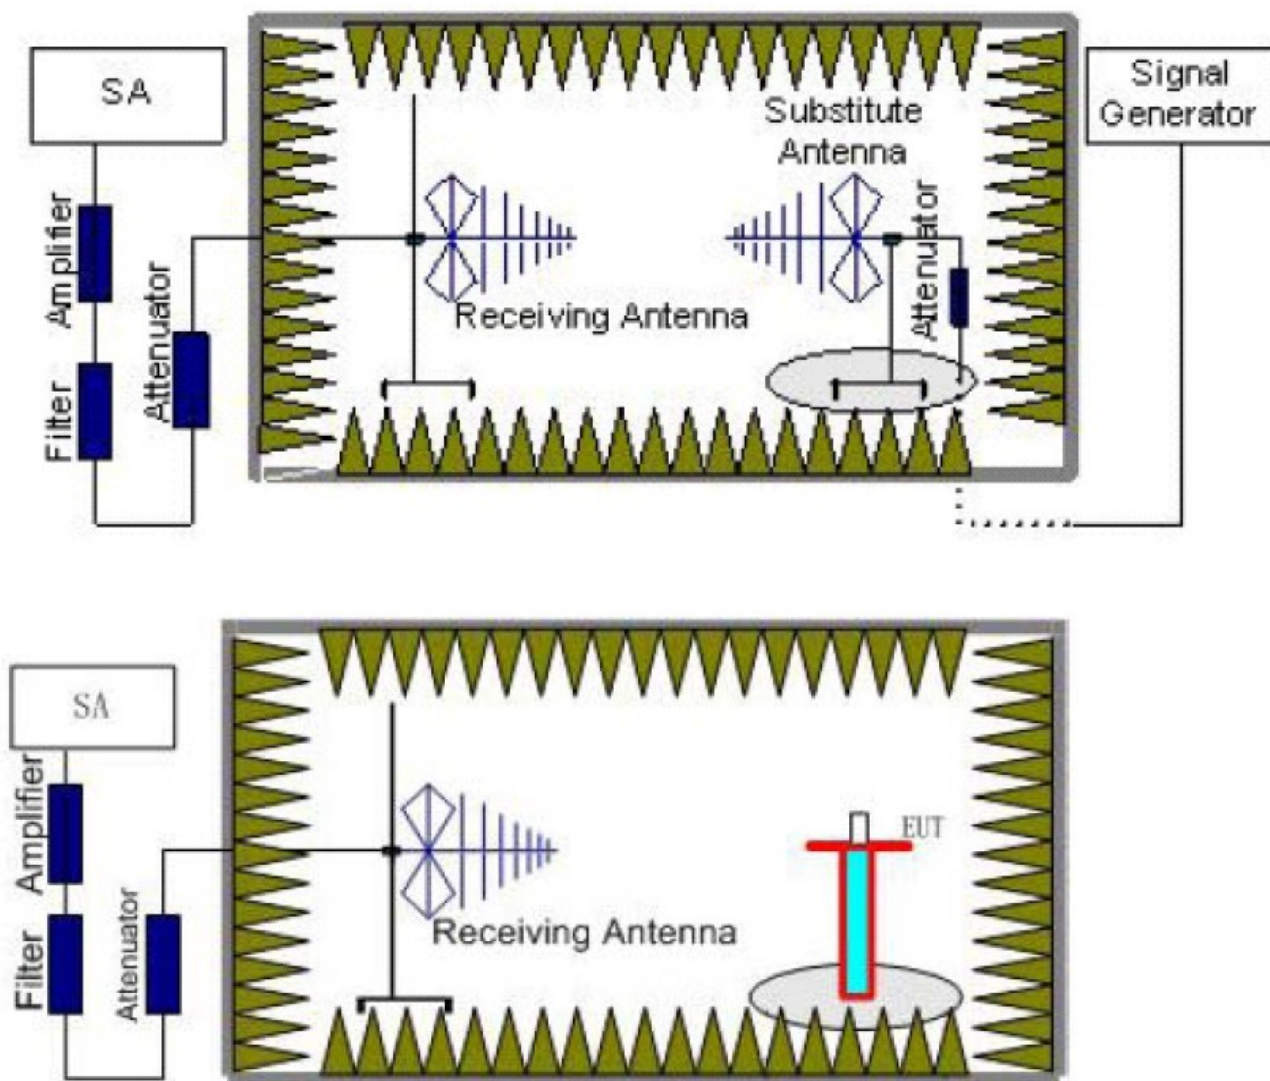 SA
Signal
Generator
Substitute
Antenna
Amplifier
Attenuator
Attenuator
Receiving Antenna
Filter
SA
Amplifier
EUT
Attenuator
Receiving Antenna
Filter